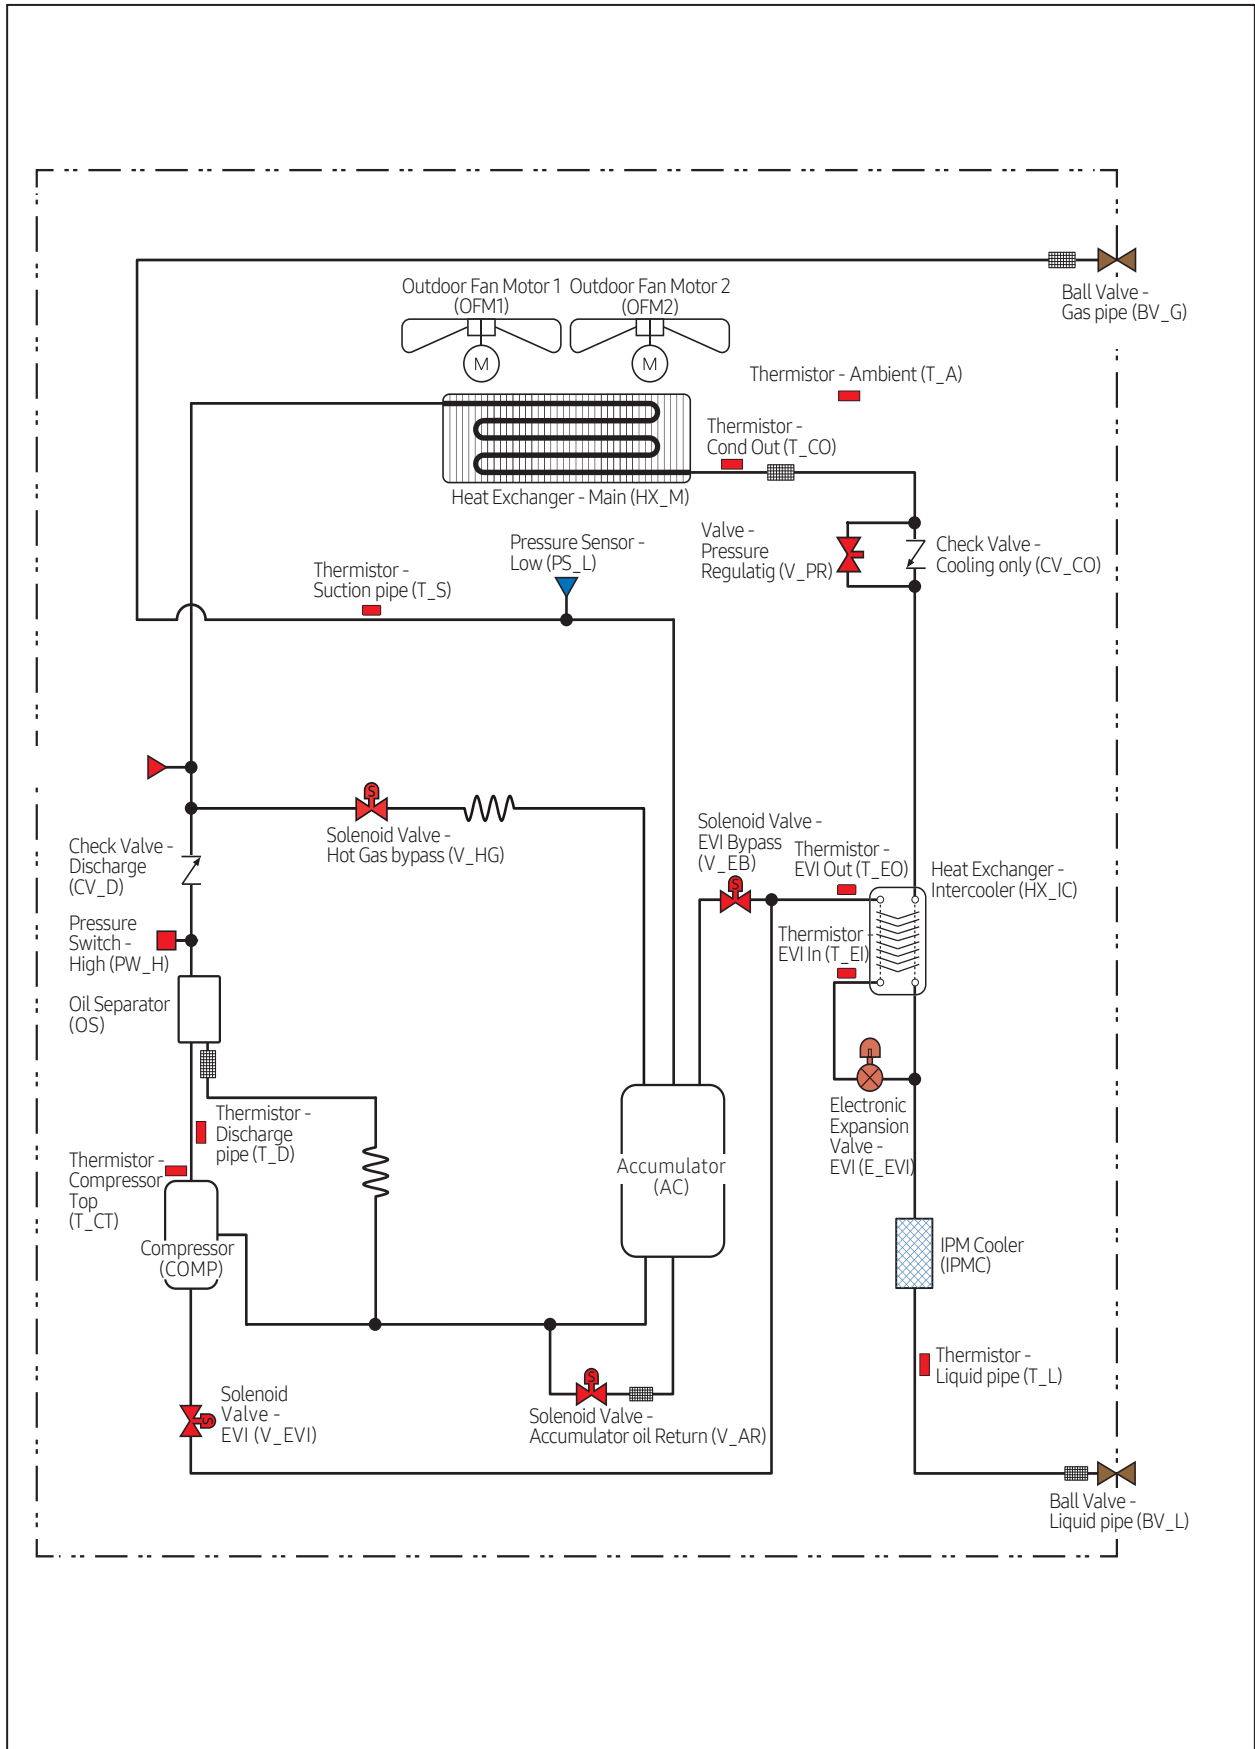 Ball Valve -
Gas pipe (BV_G)
Outdoor Fan Motor 1
(OFM1)
Outdoor Fan Motor 2
(OFM2)
M
M
Thermistor - Ambient (T_A)
Thermistor -
Cond Out (T_CO)
Heat Exchanger - Main (HX_M)
Valve -
Pressure
Regulatig (V_PR)
Check Valve -
Cooling only (CV_CO)
Pressure Sensor -
Low (PS_L)
Thermistor -
Suction pipe (T_S)
S
Solenoid Valve -
Hot Gas bypass (V_HG)
Solenoid Valve -
EVI Bypass
(V_EB)
S
Thermistor -
EVI Out (T_EO)
Heat Exchanger -
Intercooler (HX_IC)
Check Valve -
Discharge
(CV_D)
Pressure
Switch -
High (PW_H)
Thermistor -
EVI In (T_EI)
Oil Separator
(OS)
Thermistor -
Discharge
pipe (T_D)
Electronic
Expansion
Valve -
EVI (E_EVI)
Thermistor -
Compressor
Top
(T_CT)
Accumulator
(AC)
Compressor
(COMP)
IPM Cooler
(IPMC)
Thermistor -
Liquid pipe (T_L)
S
Solenoid
Valve -
EVI (V_EVI)
S
Solenoid Valve -
Accumulator oil Return (V_AR)
Ball Valve -
Liquid pipe (BV_L)